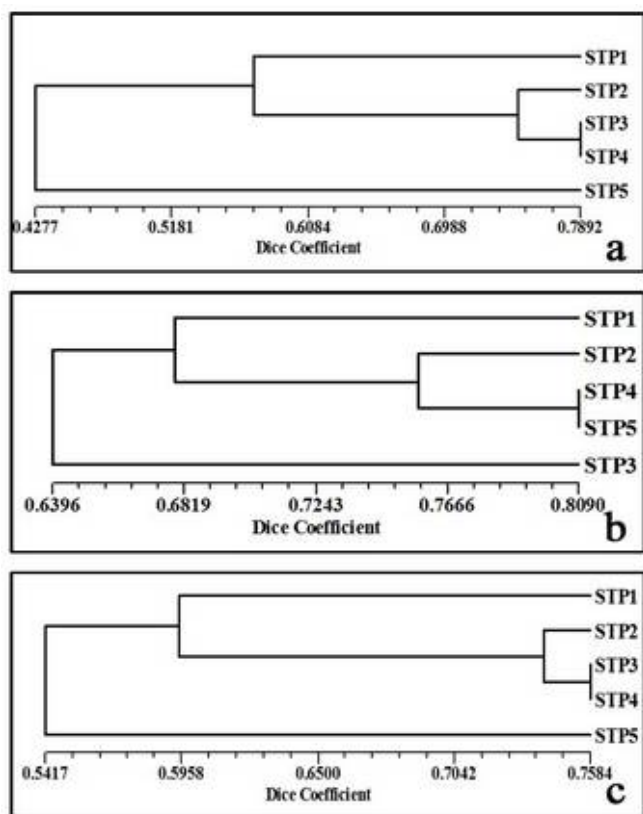 STP1
STP2
STP3
STP4
STP5
0.4277 0.5181 0.6084 0.6988 0.7892
Dice Coefficient
a
STP1
STP2
STP4
STP5
STP3
0.6396 0.6819 0.7243 0.7666 0.8090
Dice Coefficient
b
STP1
STP2
STP3
STP4
STP5
0.5417 0.5958 0.6500 0.7042 0.7584
Dice Coefficient
c